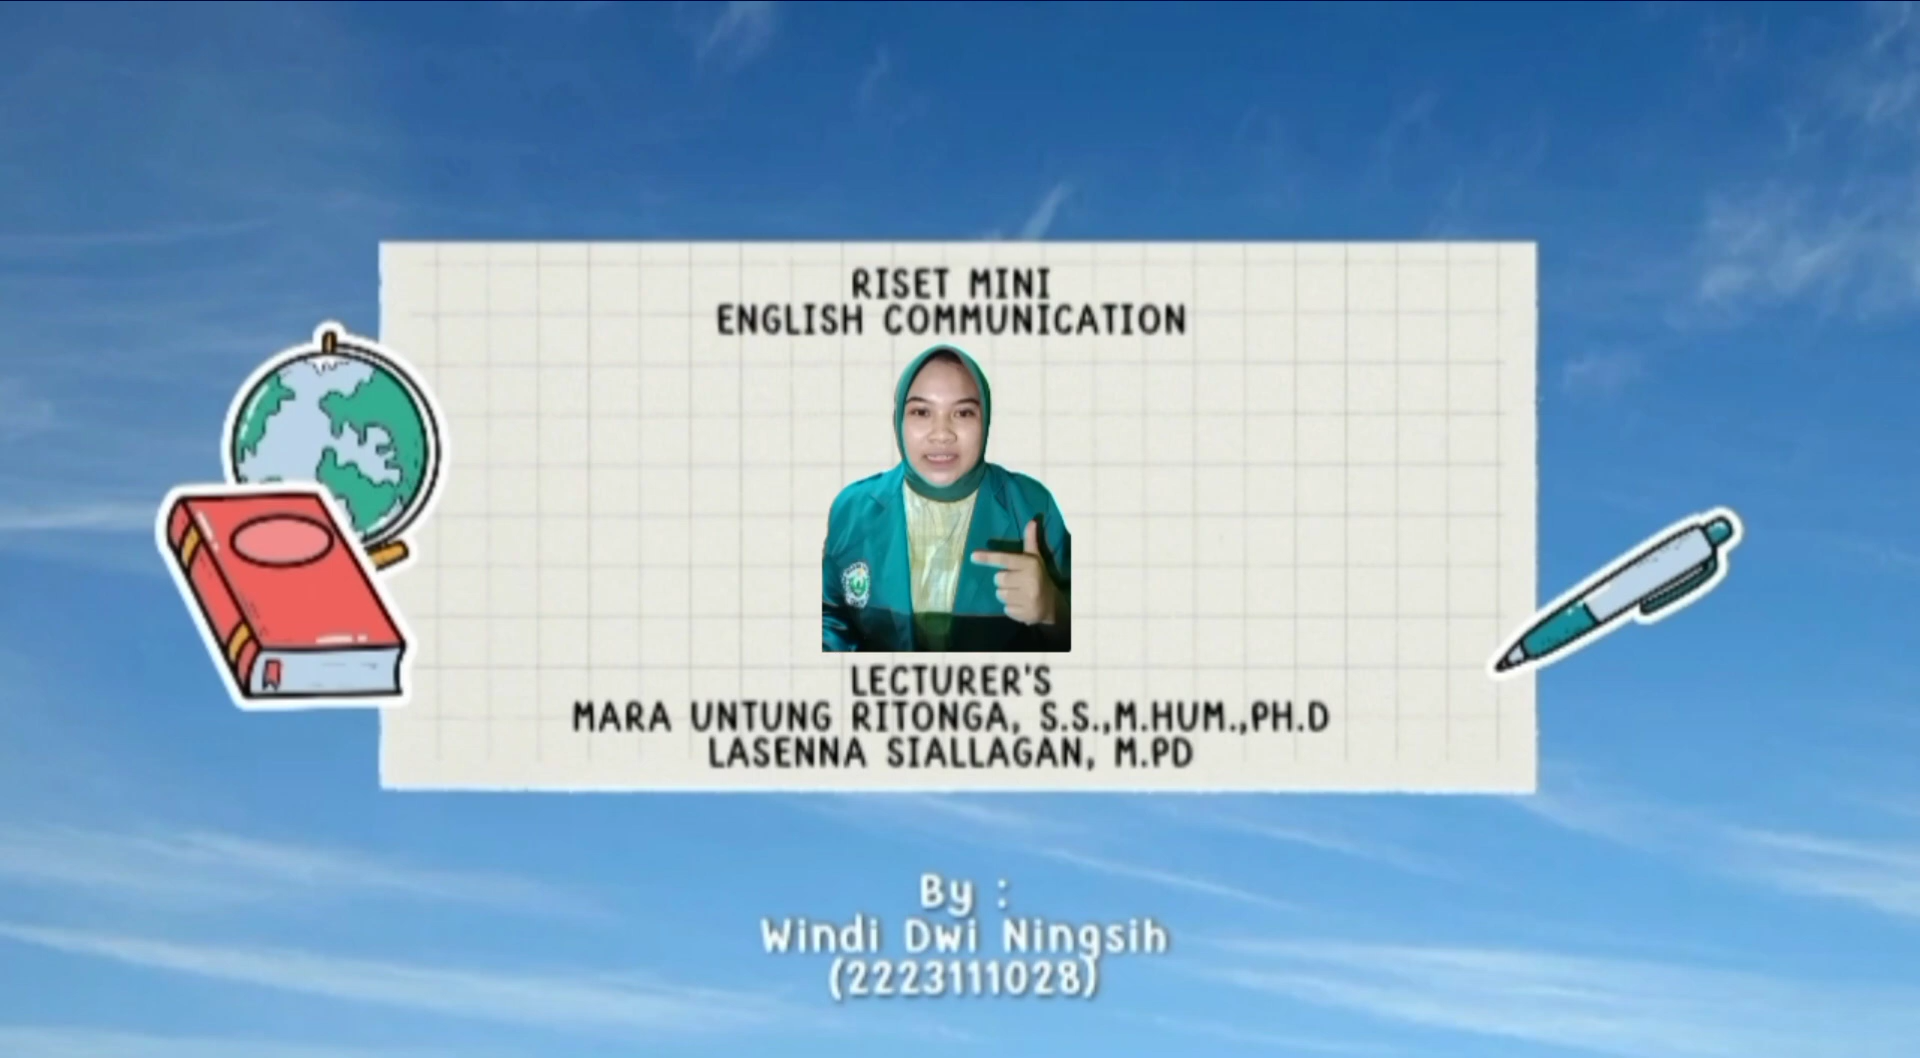 RISET MINI
ENGLISH COMMUNICATION
LECTURER'S
MARA UNTUNG RITONGA, S.S.,M.HUM.,PH.D
LASENNA SIALLAGAN, M.PD
By :
Windi Dwi Ningsih
(2223111028)